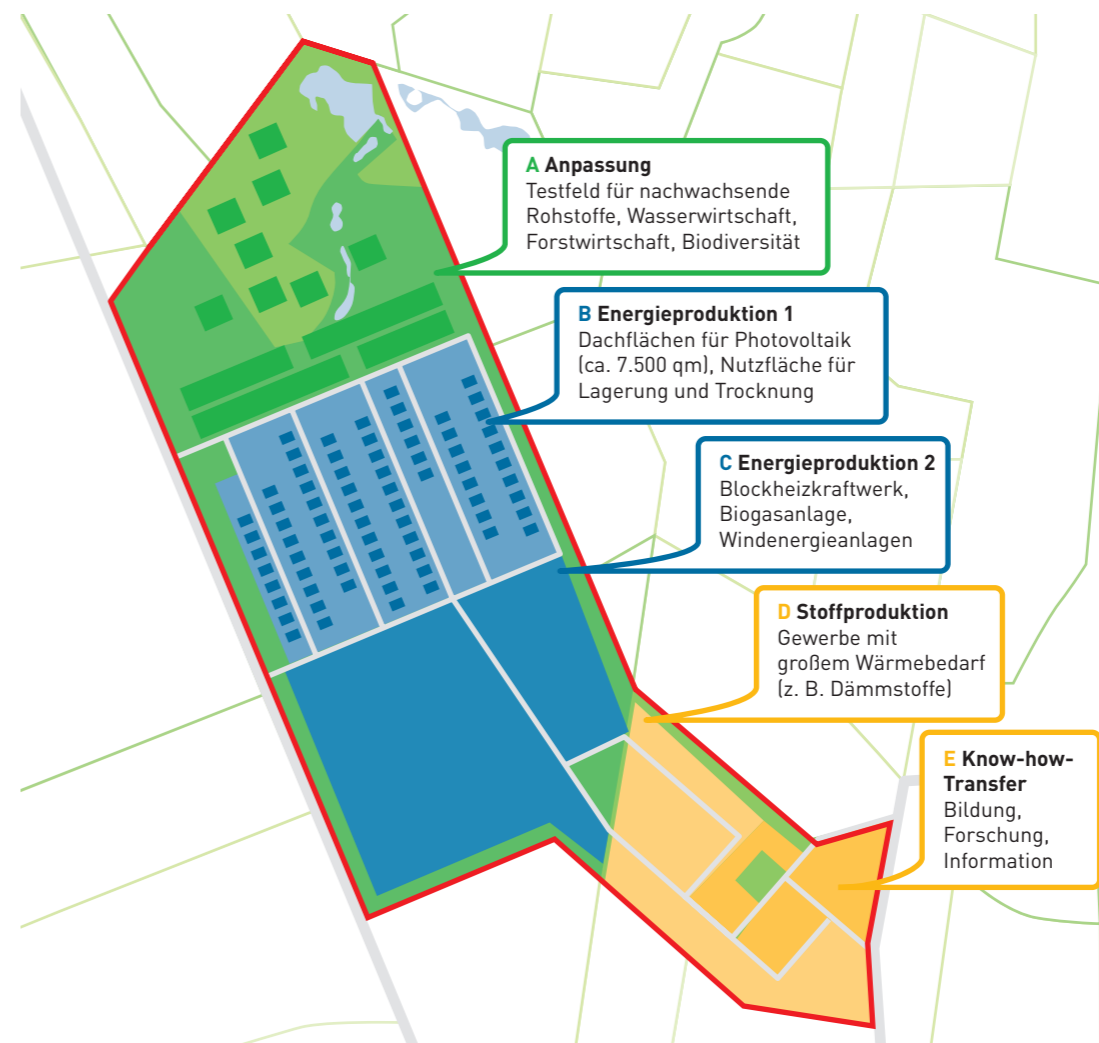 A Anpassung
Testfeld für nachwachsende
Rohstoffe, Wasserwirtschaft,
Forstwirtschaft, Biodiversität
B Energieproduktion 1
Dachflächen für Photovoltaik
(ca. 7.500 qm), Nutzfläche für
Lagerung und Trocknung
C Energieproduktion 2
Blockheizkraftwerk,
Biogasanlage,
Windenergieanlagen
D Stoffproduktion
Gewerbe mit
großem Wärmebedarf
(z. B. Dämmstoffe)
E Know-how-
Transfer
Bildung,
Forschung,
Information